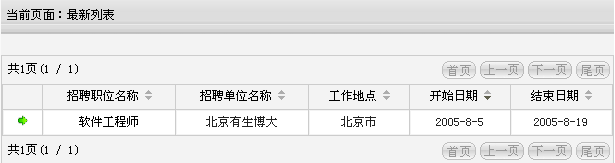 当前页面：最新列表
共1页(1 / 1) 首页 上一页 下一页 尾页
招聘职位名称 招聘单位名称 工作地点 开始日期 结束日期
软件工程师 北京有生博大 北京市 2005-8-5 2005-8-19
共1页(1 / 1) 首页 上一页 下一页 尾页